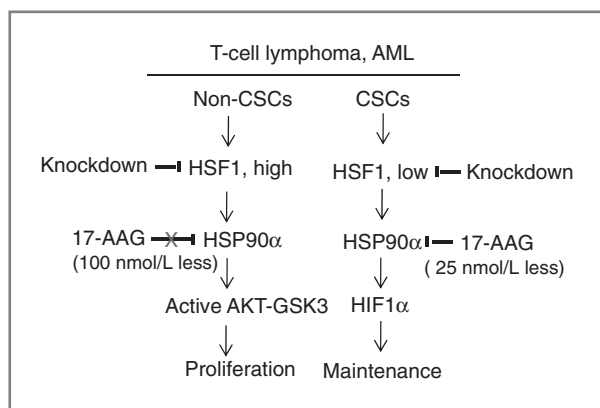 T-cell lymphoma, AML
Non-CSCs CSCs
Knockdown HSF1, high HSF1, low Knockdown
17-AAG X HSP90α HSP90α 17-AAG
(100 nmol/L less) ( 25 nmol/L less)
Active AKT-GSK3 HIF1α
Proliferation Maintenance